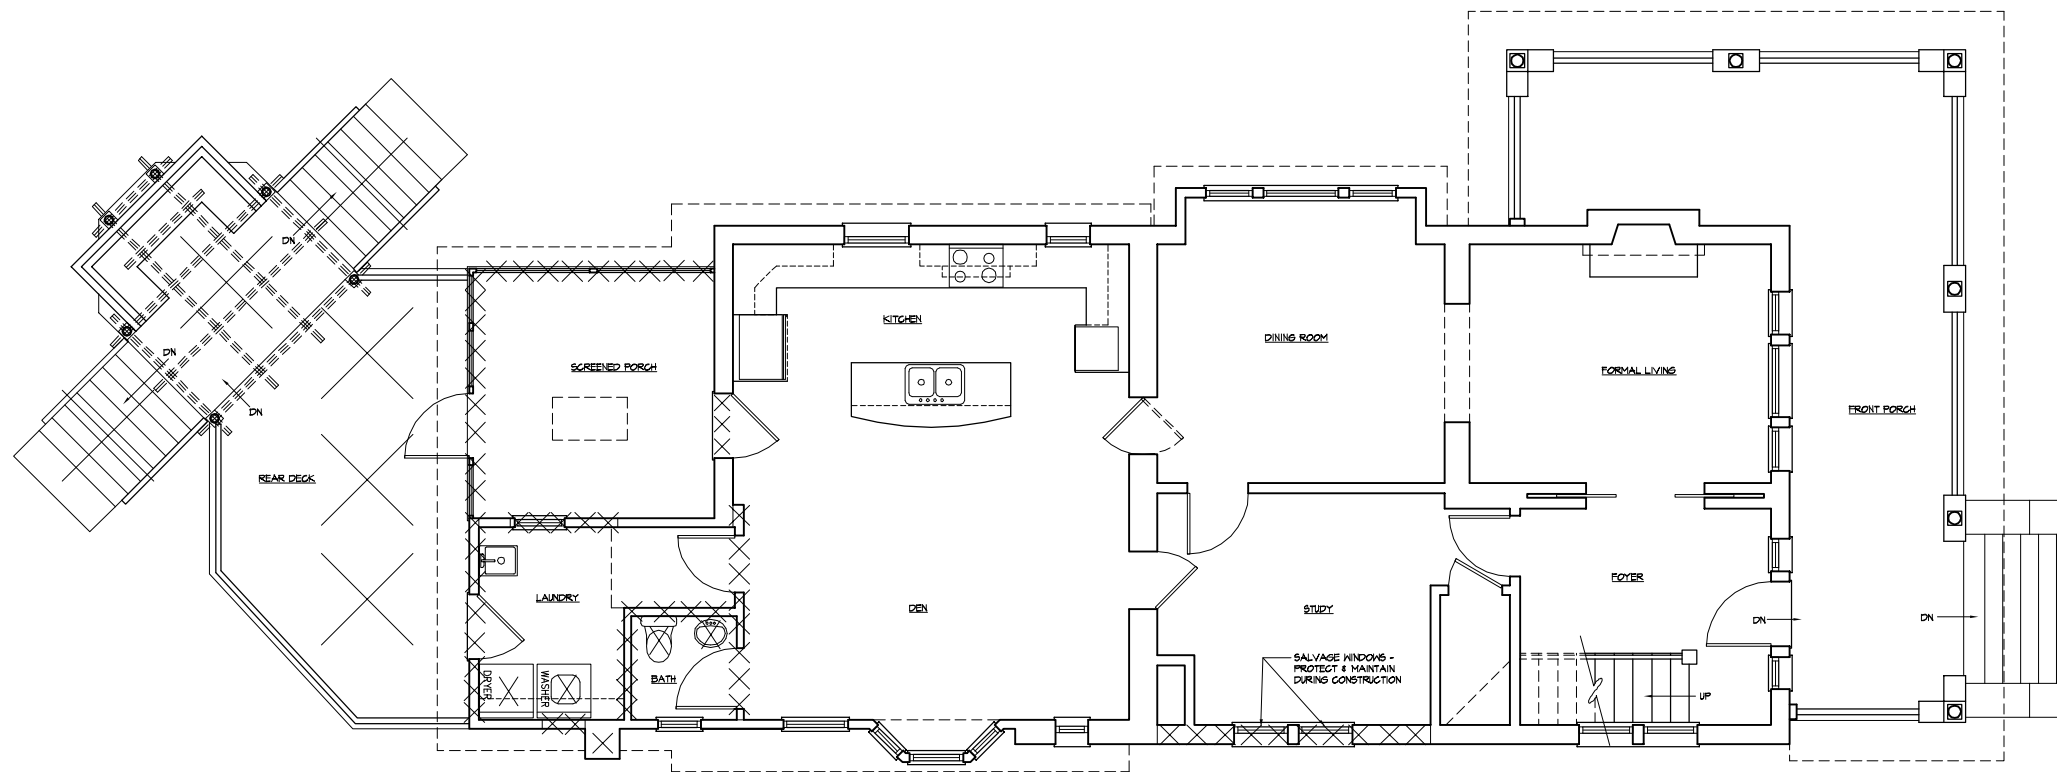 DN
DN
DN
REAR DECK
SCREENED PORCH
KITCHEN
DINING ROOM
FORMAL LIVING
FRONT PORCH
LAUNDRY
DEN
STUDY
FOYER
DN
DN
BATH
DRYER
WASHER
SALVAGE WINDOWS -
PROTECT & MAINTAIN
DURING CONSTRUCTION
UP